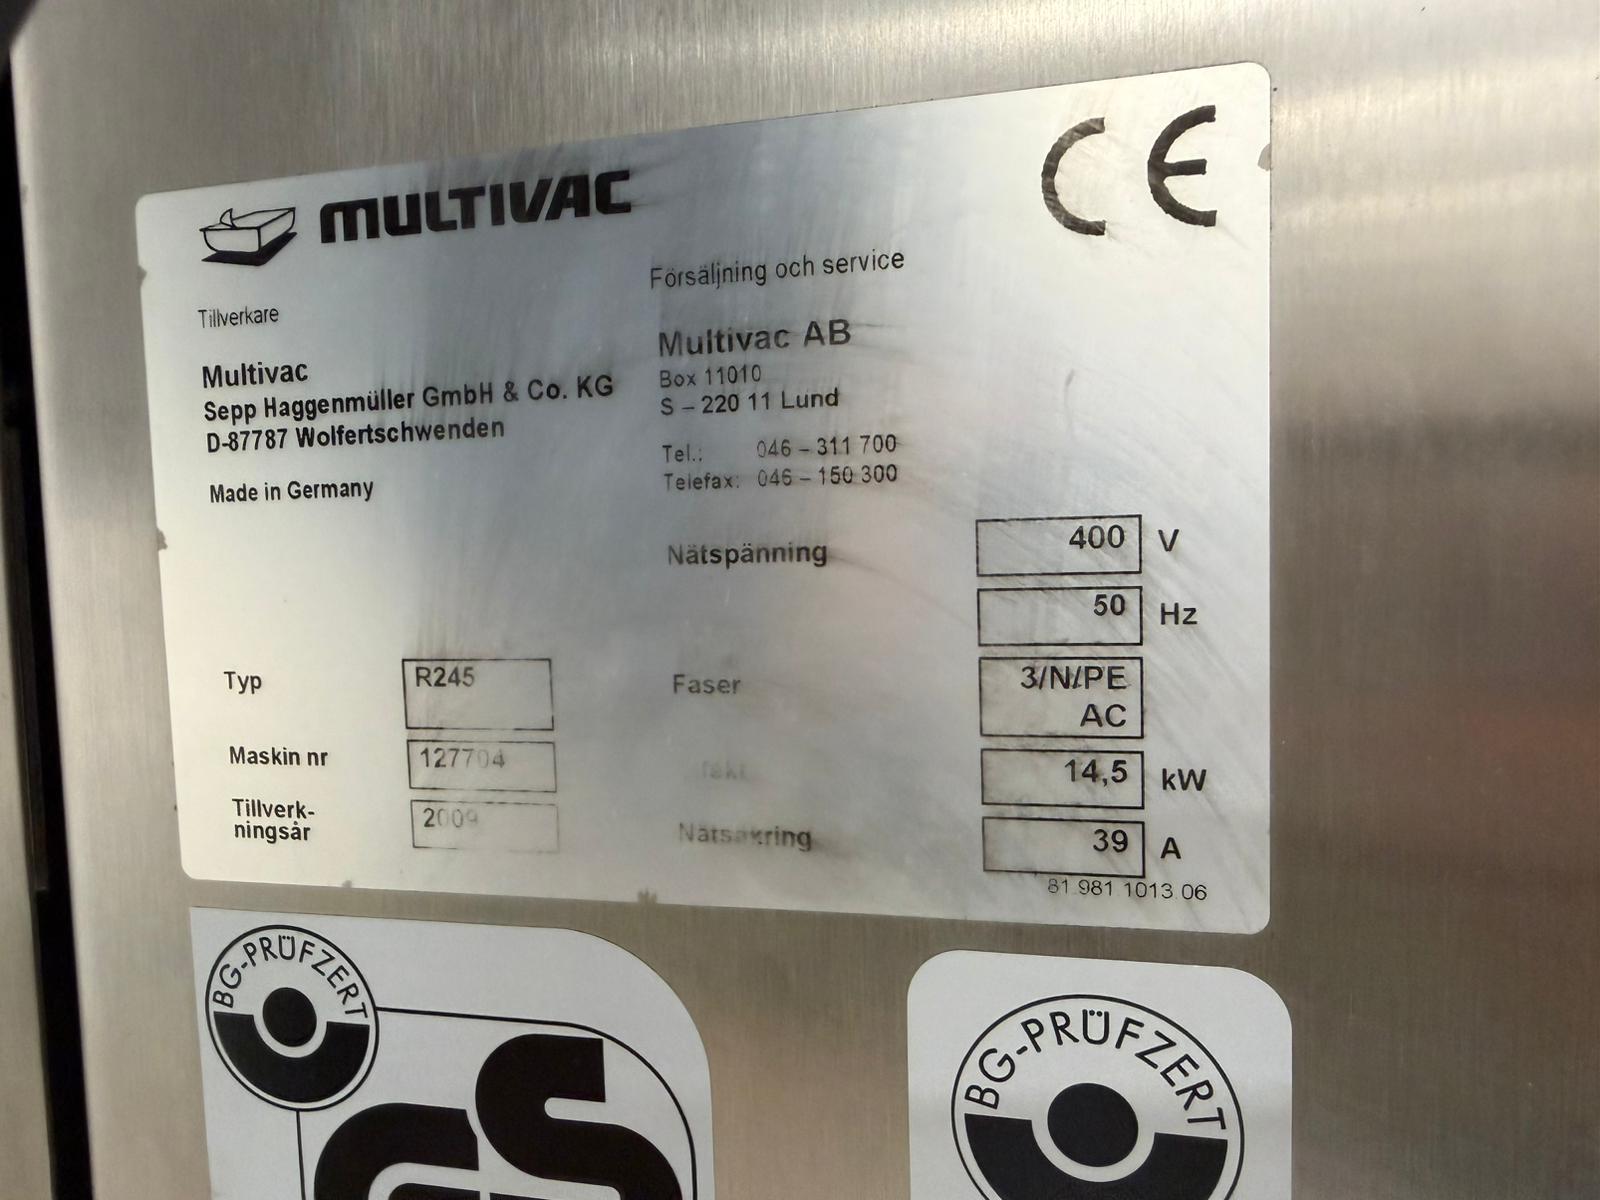 MULTIVAC
CE
Tillverkare
Multivac
Sepp Haggenmüller GmbH & Co. KG
D-87787 Wolfertschwenden
Made in Germany
Försäljning och service
Multivac AB
Box 11010
S – 220 11 Lund
Tel.: 046 – 311 700
Telefax: 046 – 150 300
Nätspänning 400 V
50 Hz
Typ R245
Faser 3/N/PE
AC
Maskin nr 127704
14,5 kW
Tillverk-
ningsår 2009
Nätsäkring 39 A
81 981 1013 06
BG-PRÜFZERT
GS
BG-PRÜFZERT